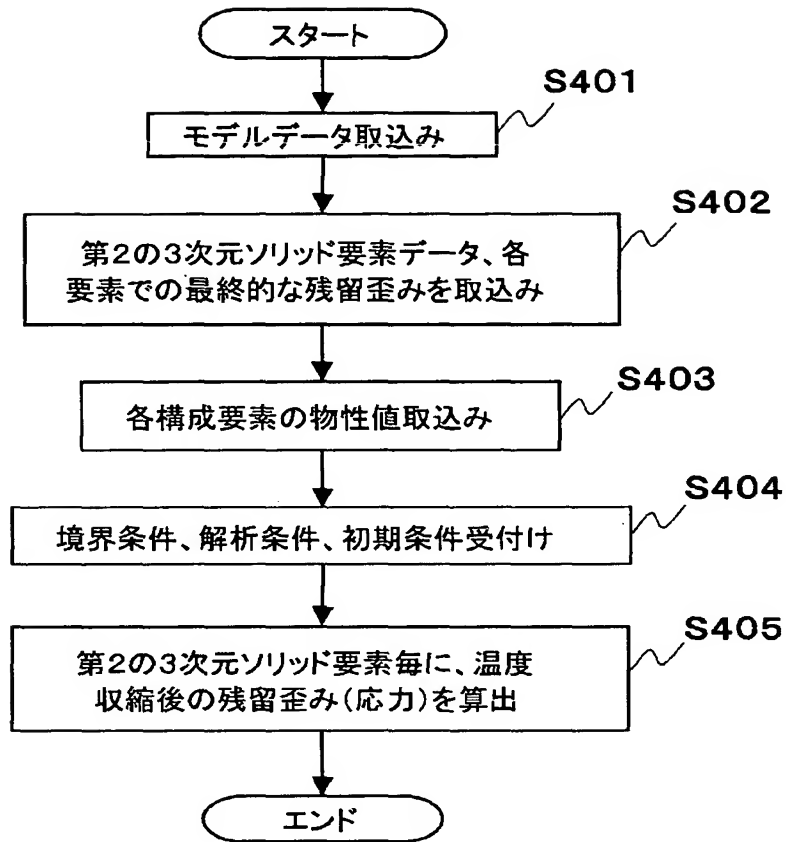 スタート
S401
モデルデータ取込み
S402
第2の3次元ソリッド要素データ、各
要素での最終的な残留歪みを取込み
S403
各構成要素の物性値取込み
S404
境界条件、解析条件、初期条件受付け
S405
第2の3次元ソリッド要素毎に、温度
収縮後の残留歪み(応力)を算出
エンド